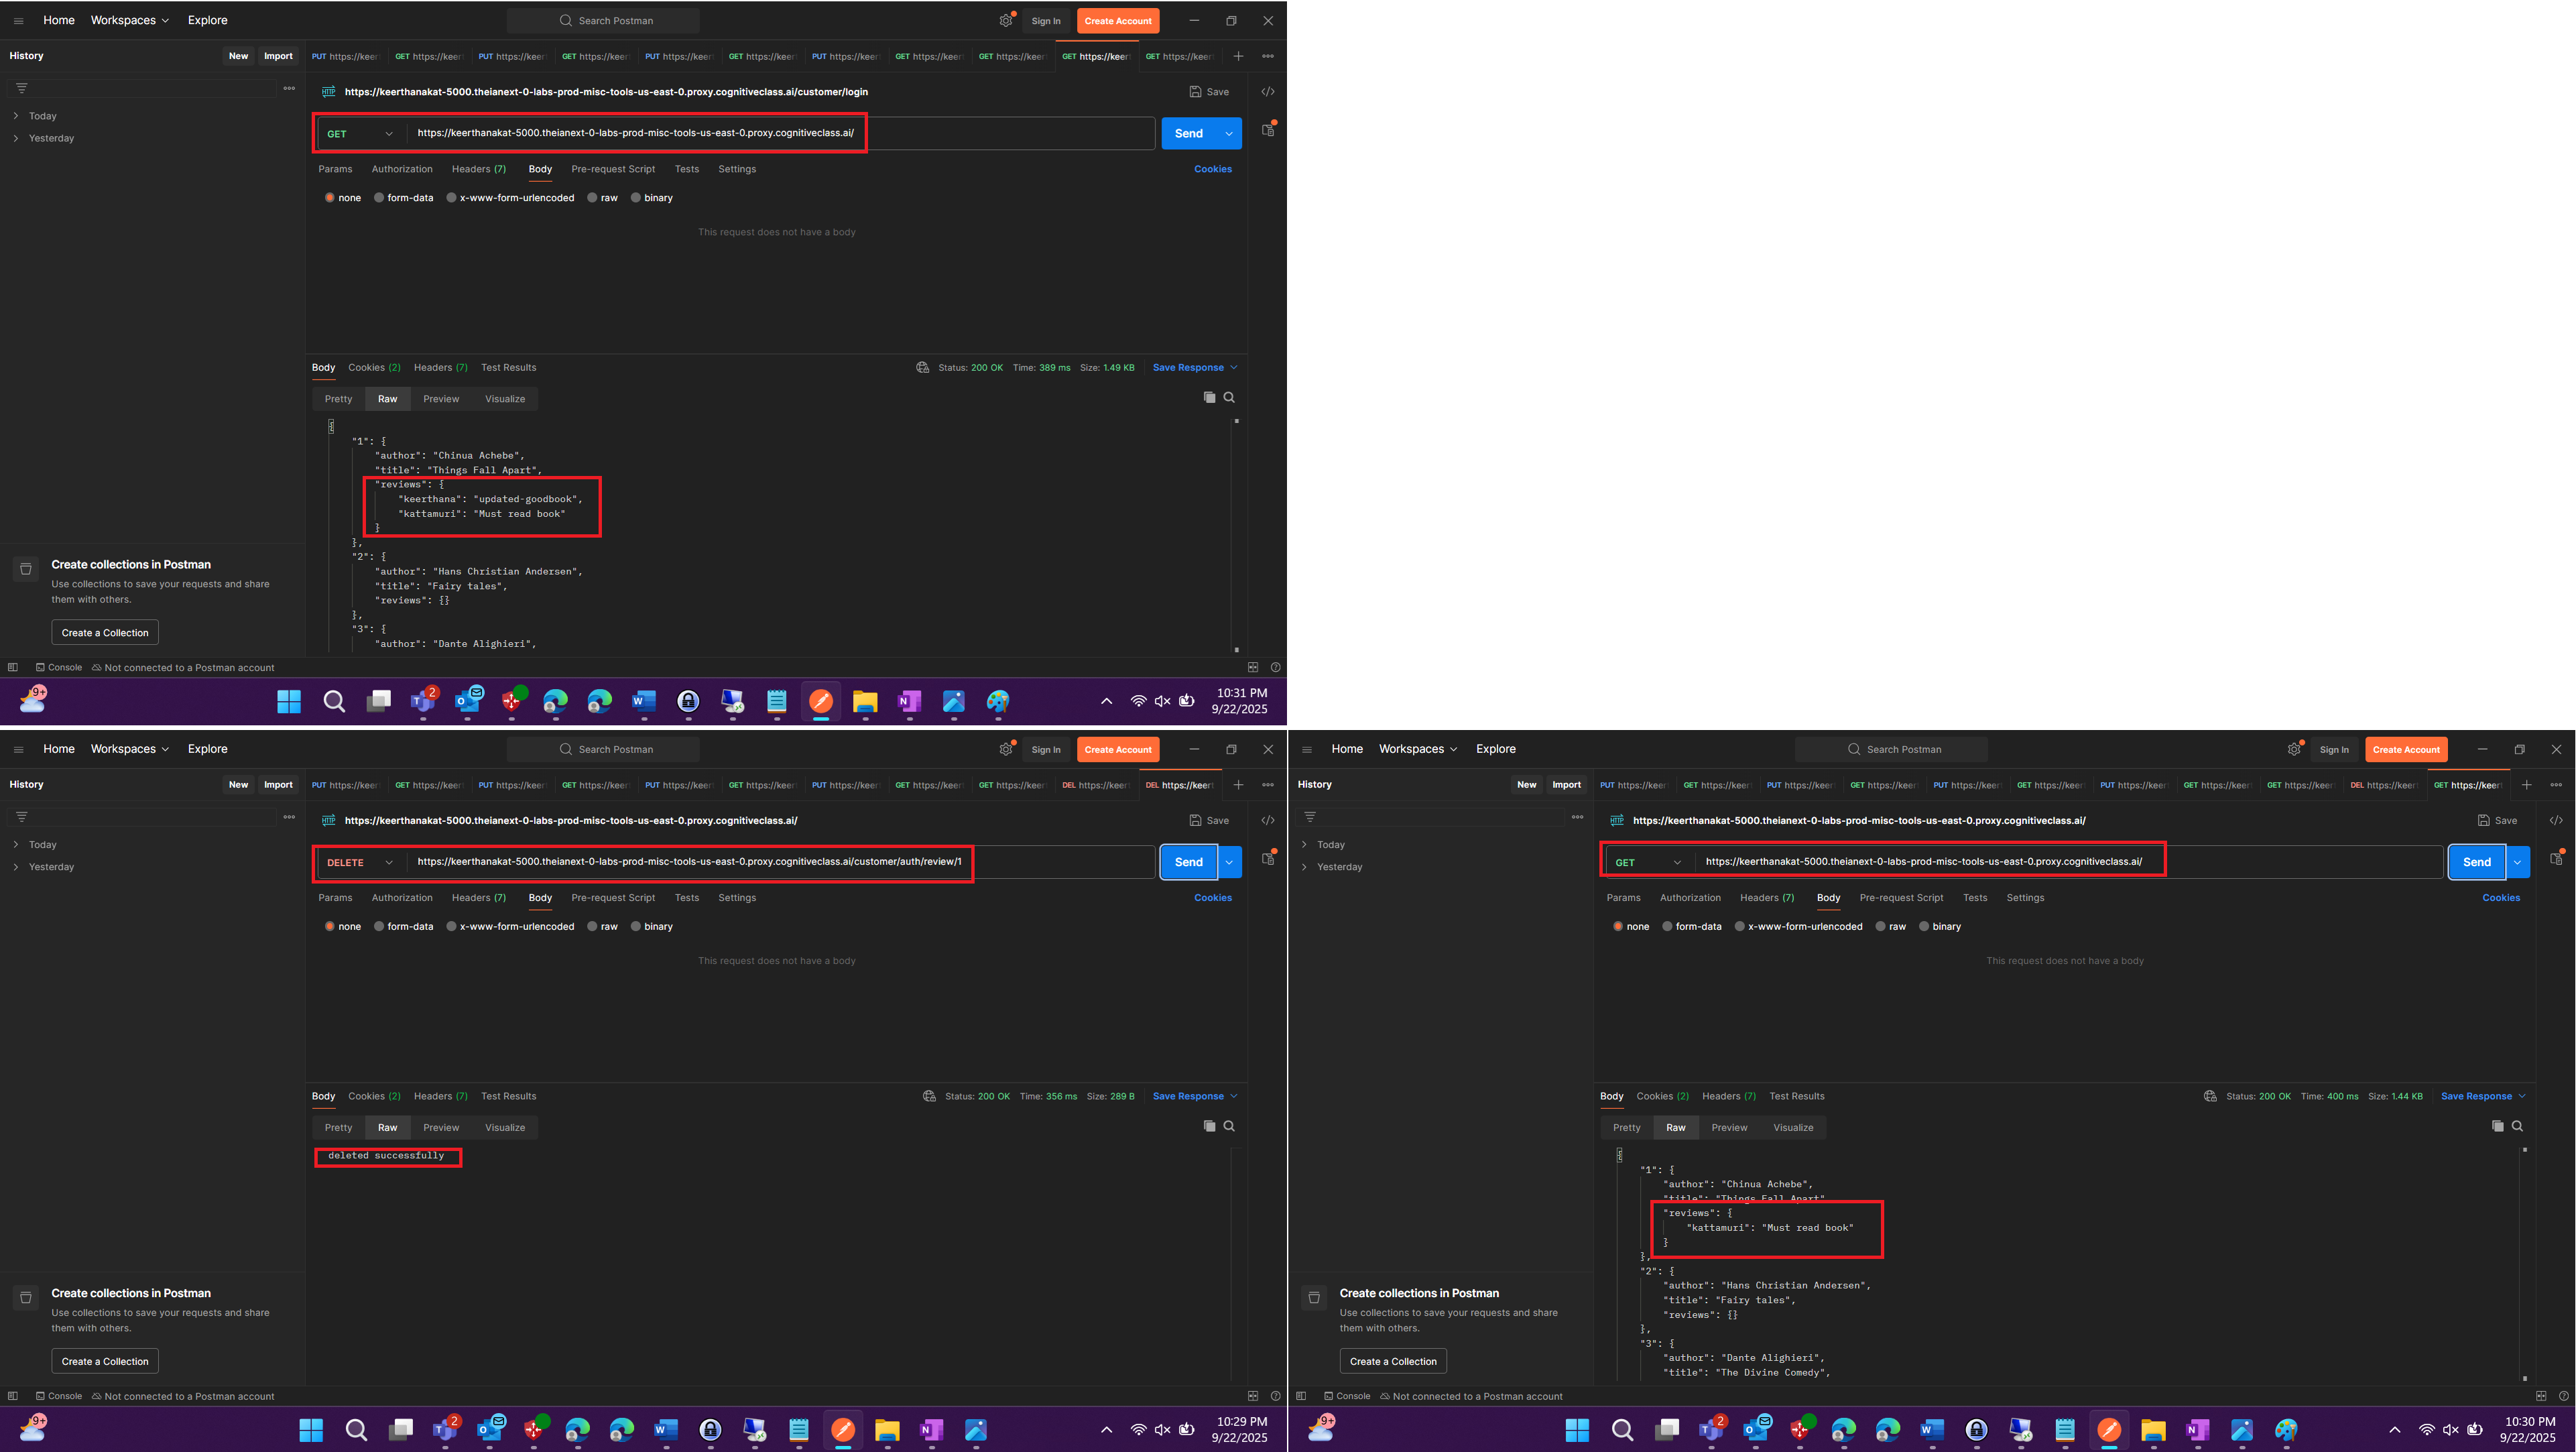 Home Workspaces Explore Search Postman Sign In Create Account
History New Import PUT https://keer GET https://keer PUT https://keer GET https://keer PUT https://keer GET https://keer PUT https://keer GET https://keer GET https://keer GET https://keer GET https://keer
HTTP https://keerthanakat-5000.theianext-0-labs-prod-misc-tools-us-east-0.proxy.cognitiveclass.ai/customer/login Save
Today
Yesterday
GET https://keerthanakat-5000.theianext-0-labs-prod-misc-tools-us-east-0.proxy.cognitiveclass.ai/ Send
Params Authorization Headers (7) Body Pre-request Script Tests Settings Cookies
none form-data x-www-form-urlencoded raw binary
This request does not have a body
Body Cookies (2) Headers (7) Test Results Status: 200 OK Time: 389 ms Size: 1.49 KB Save Response
Pretty Raw Preview Visualize
{
"1": {
"author": "Chinua Achebe",
"title": "Things Fall Apart",
"reviews": {
"keerthana": "updated-goodbook",
"kattamuri": "Must read book"
}
},
"2": {
"author": "Hans Christian Andersen",
"title": "Fairy tales",
"reviews": {}
},
"3": {
"author": "Dante Alighieri",
Create collections in Postman
Use collections to save your requests and share
them with others.
Create a Collection
Console Not connected to a Postman account
9+ 2 10:31 PM
9/22/2025
Home Workspaces Explore Search Postman Sign In Create Account
History New Import PUT https://keer GET https://keer PUT https://keer GET https://keer PUT https://keer GET https://keer PUT https://keer GET https://keer GET https://keer DEL https://keer DEL https://keer
HTTP https://keerthanakat-5000.theianext-0-labs-prod-misc-tools-us-east-0.proxy.cognitiveclass.ai/ Save
Today
Yesterday
DELETE https://keerthanakat-5000.theianext-0-labs-prod-misc-tools-us-east-0.proxy.cognitiveclass.ai/customer/auth/review/1 Send
Params Authorization Headers (7) Body Pre-request Script Tests Settings Cookies
none form-data x-www-form-urlencoded raw binary
This request does not have a body
Body Cookies (2) Headers (7) Test Results Status: 200 OK Time: 356 ms Size: 289 B Save Response
Pretty Raw Preview Visualize
deleted successfully
Create collections in Postman
Use collections to save your requests and share
them with others.
Create a Collection
Console Not connected to a Postman account
9+ 2 10:29 PM
9/22/2025
Home Workspaces Explore Search Postman Sign In Create Account
History New Import PUT https://keer GET https://keer PUT https://keer GET https://keer PUT https://keer GET https://keer PUT https://keer GET https://keer GET https://keer DEL https://keer GET https://keer
HTTP https://keerthanakat-5000.theianext-0-labs-prod-misc-tools-us-east-0.proxy.cognitiveclass.ai/ Save
Today
Yesterday
GET https://keerthanakat-5000.theianext-0-labs-prod-misc-tools-us-east-0.proxy.cognitiveclass.ai/ Send
Params Authorization Headers (7) Body Pre-request Script Tests Settings Cookies
none form-data x-www-form-urlencoded raw binary
This request does not have a body
Body Cookies (2) Headers (7) Test Results Status: 200 OK Time: 400 ms Size: 1.44 KB Save Response
Pretty Raw Preview Visualize
{
"1": {
"author": "Chinua Achebe",
"title": "Things Fall Apart",
"reviews": {
"kattamuri": "Must read book"
}
},
"2": {
"author": "Hans Christian Andersen",
"title": "Fairy tales",
"reviews": {}
},
"3": {
"author": "Dante Alighieri",
"title": "The Divine Comedy",
Create collections in Postman
Use collections to save your requests and share
them with others.
Create a Collection
Console Not connected to a Postman account
9+ 2 10:30 PM
9/22/2025